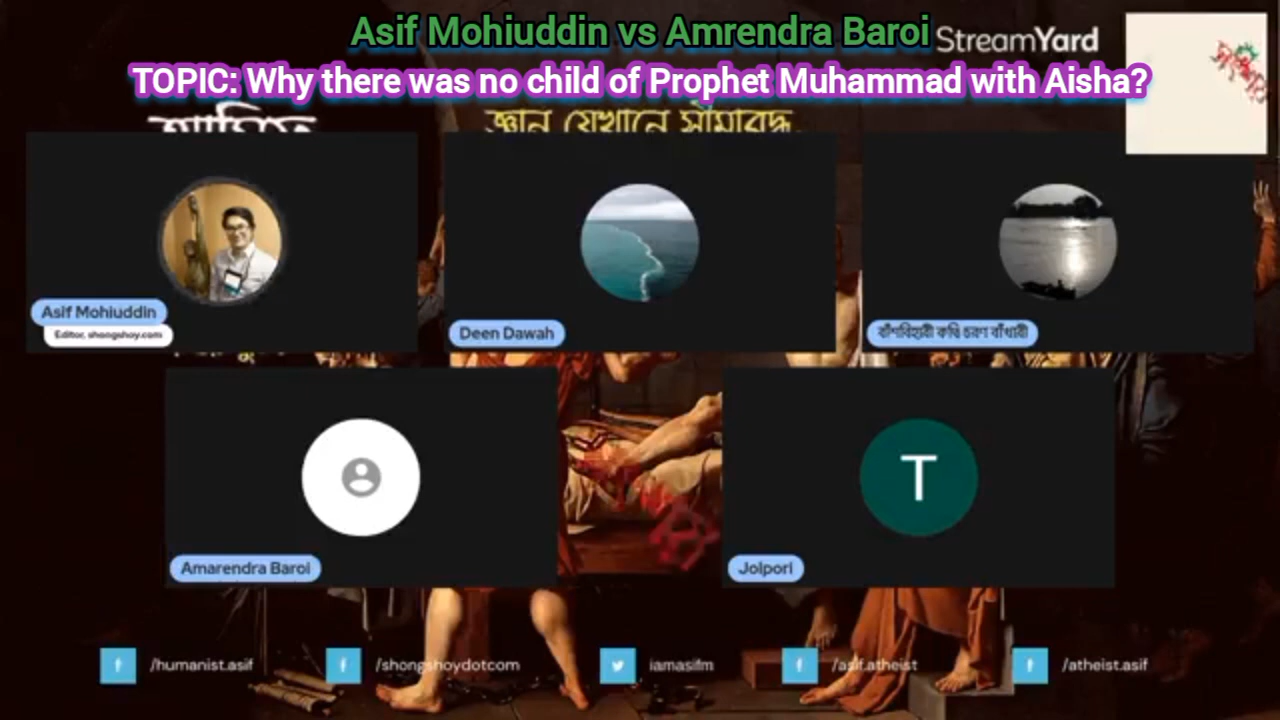 Asif Mohiuddin vs Amrendra Baroi
StreamYard
TOPIC: Why there was no child of Prophet Muhammad with Aisha?
জ্ঞান যেখানে সীমাবদ্ধ
Asif Mohiuddin
Editor, shongshoy.com
Deen Dawah
Amarendra Baroi
Jolpori
/humanist.asif
/shongshoydotcom
iamasifm
/asif.atheist
/atheist.asif